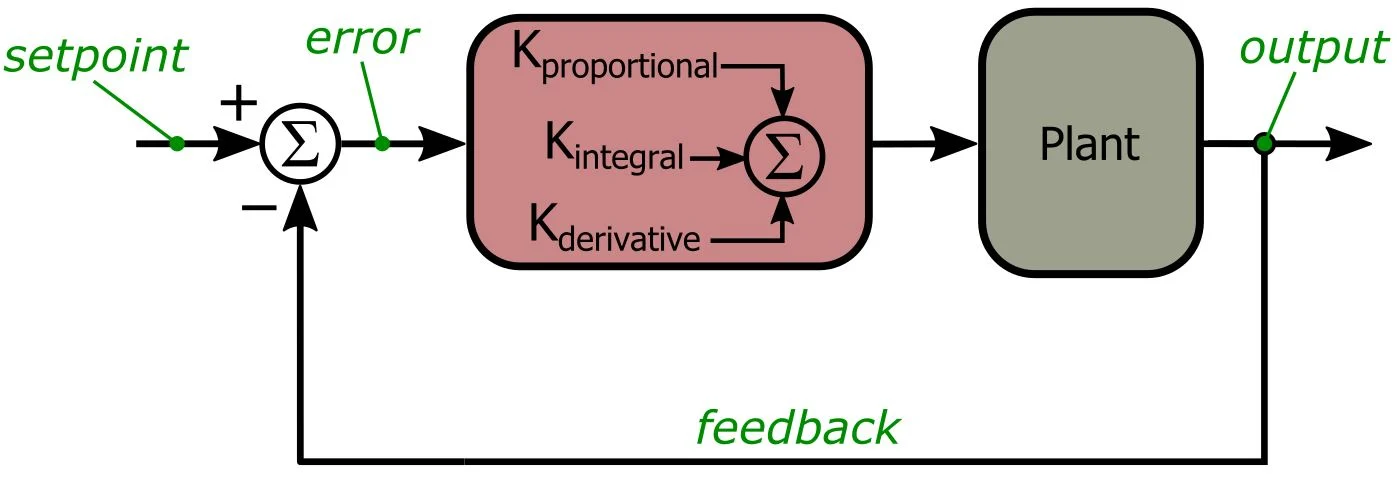 setpoint
error
+
Σ
−
Kproportional
Kintegral
Kderivative
Σ
Plant
output
feedback